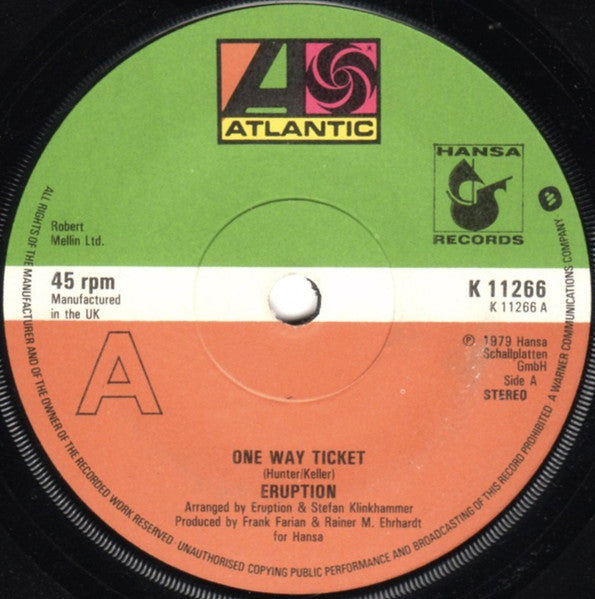 ATLANTIC
HANSA
RECORDS
Robert
Mellin Ltd.
45 rpm
Manufactured
in the UK
K 11266
K 11266 A
℗ 1979 Hansa
Schallplatten
GmbH
Side A
STEREO
A
ONE WAY TICKET
(Hunter/Keller)
ERUPTION
Arranged by Eruption & Stefan Klinkhammer
Produced by Frank Farian & Rainer M. Ehrhardt
for Hansa
ALL RIGHTS OF THE MANUFACTURER AND OF THE OWNER OF THE RECORDED WORK RESERVED UNAUTHORISED COPYING PUBLIC PERFORMANCE AND BROADCASTING OF THIS RECORD PROHIBITED A WARNER COMMUNICATIONS COMPANY